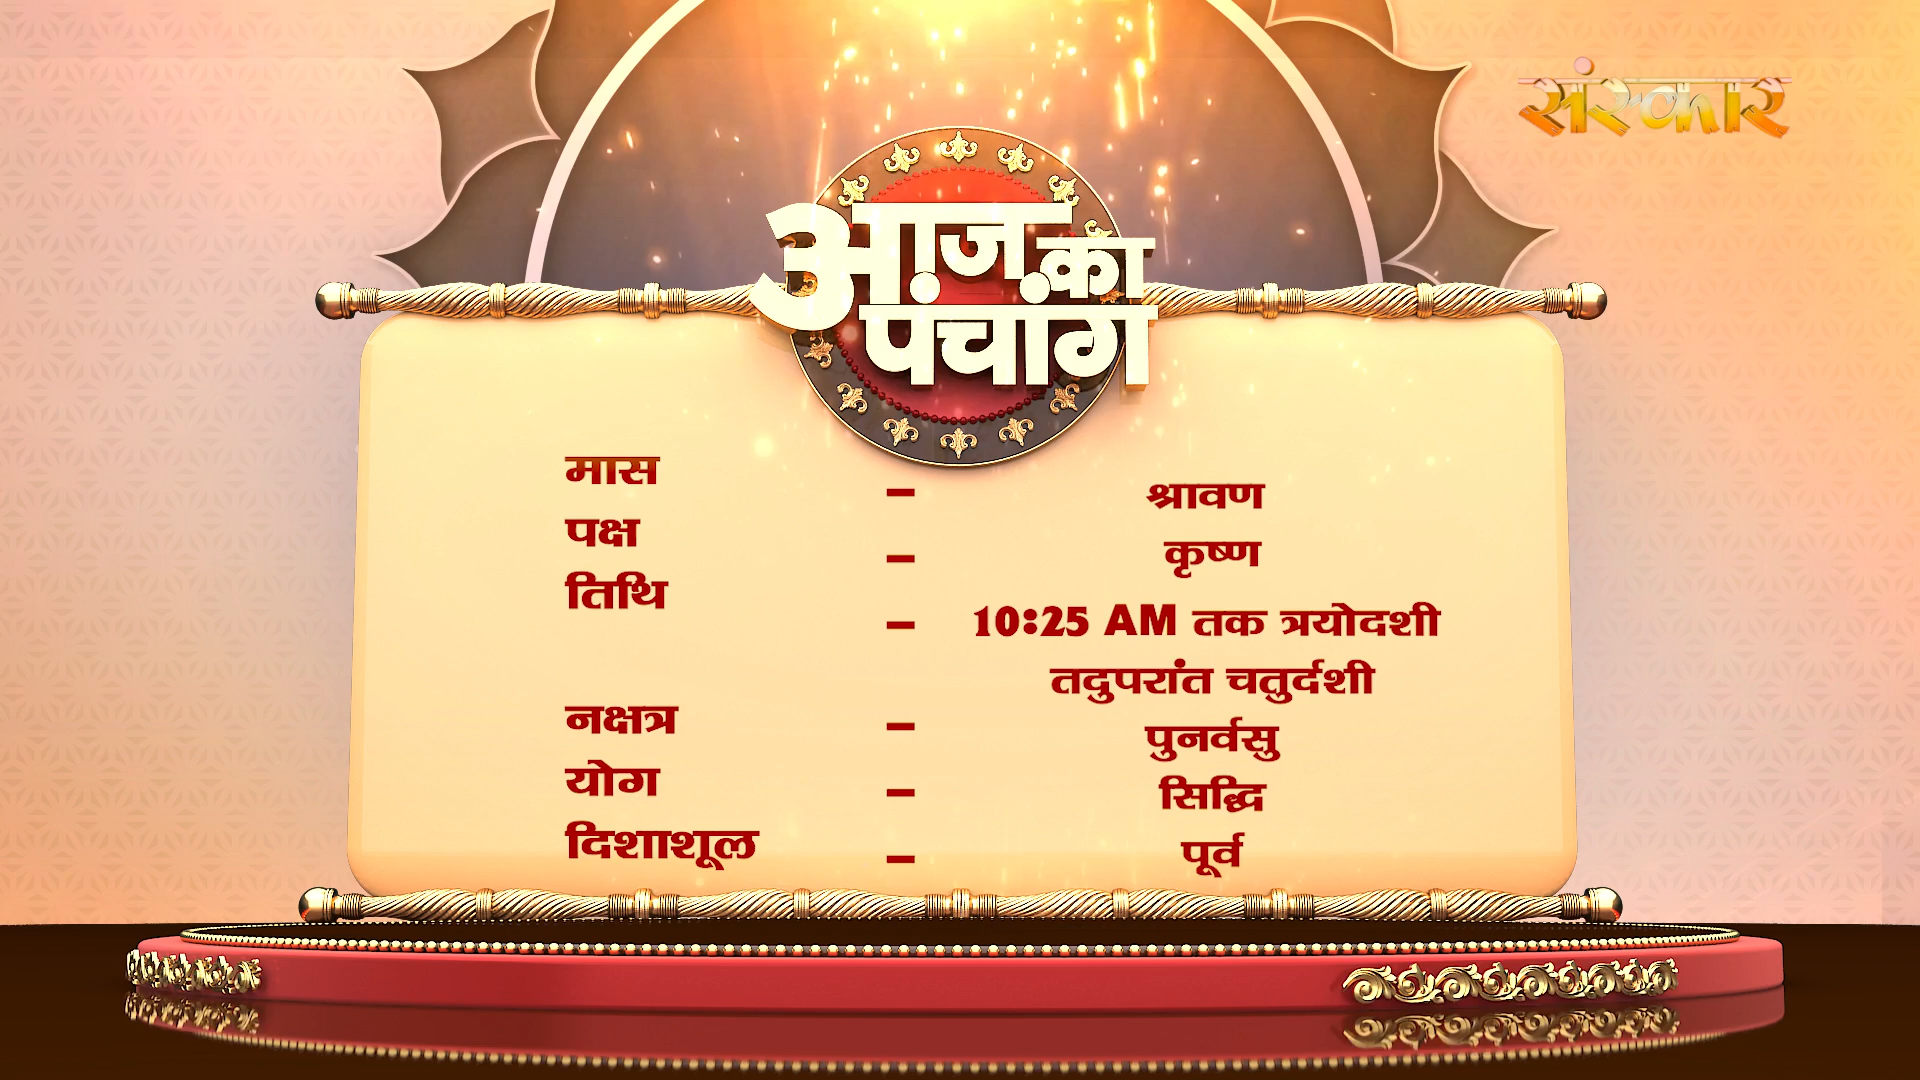 संस्कार
आज का
पंचांग
मास – श्रावण
पक्ष – कृष्ण
तिथि – 10:25 AM तक त्रयोदशी
तदुपरांत चतुर्दशी
नक्षत्र – पुनर्वसु
योग – सिद्धि
दिशाशूल – पूर्व